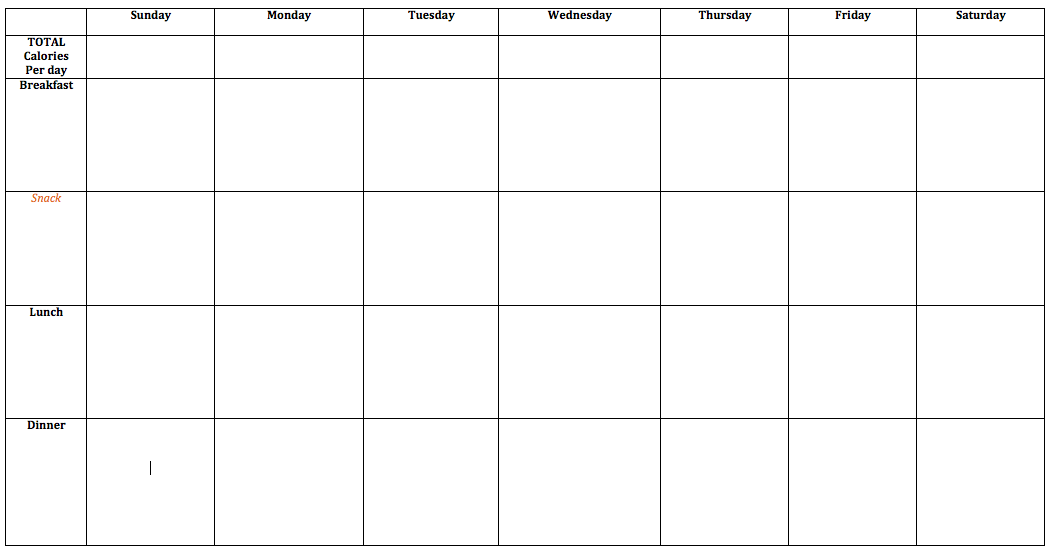 Sunday Monday Tuesday Wednesday Thursday Friday Saturday
TOTAL
Calories
Per day
Breakfast
Snack
Lunch
Dinner